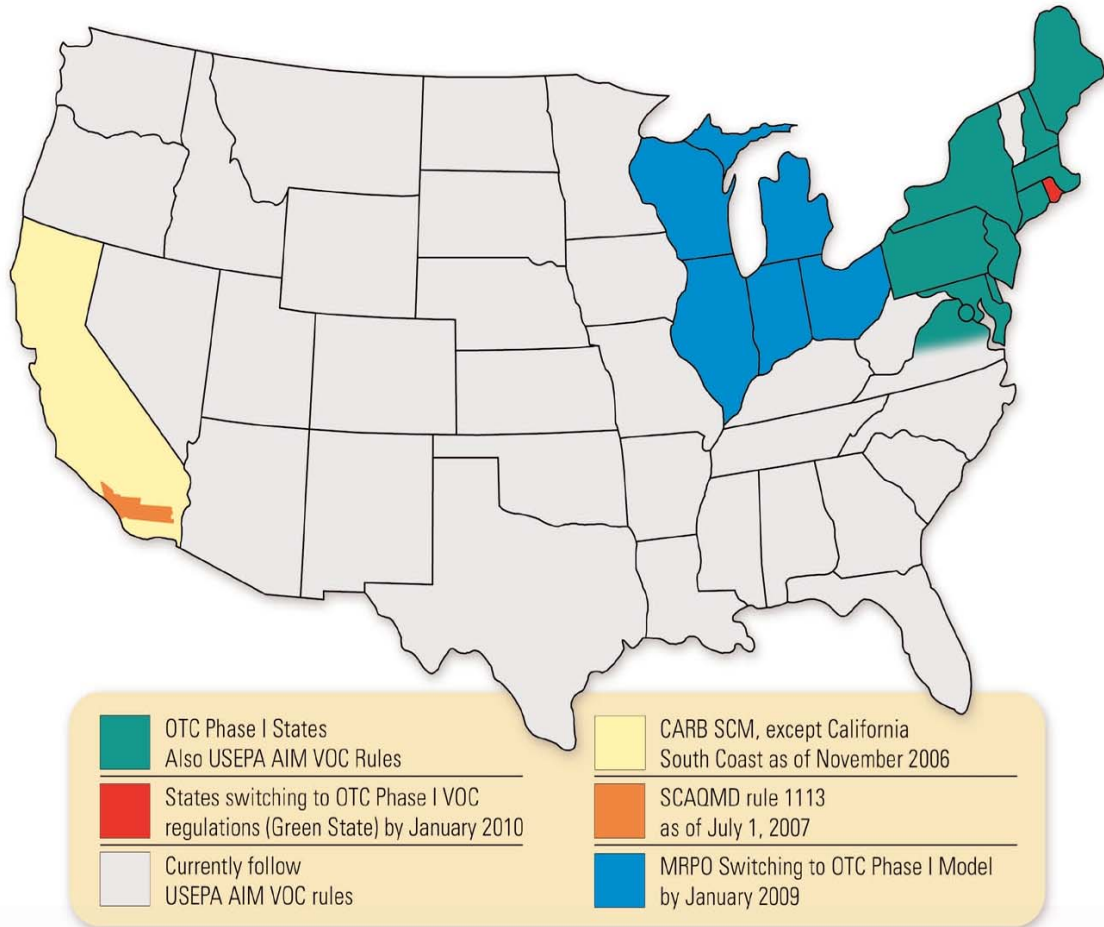 OTC Phase I States
Also USEPA AIM VOC Rules
States switching to OTC Phase I VOC
regulations (Green State) by January 2010
Currently follow
USEPA AIM VOC rules
CARB SCM, except California
South Coast as of November 2006
SCAQMD rule 1113
as of July 1, 2007
MRPO Switching to OTC Phase I Model
by January 2009